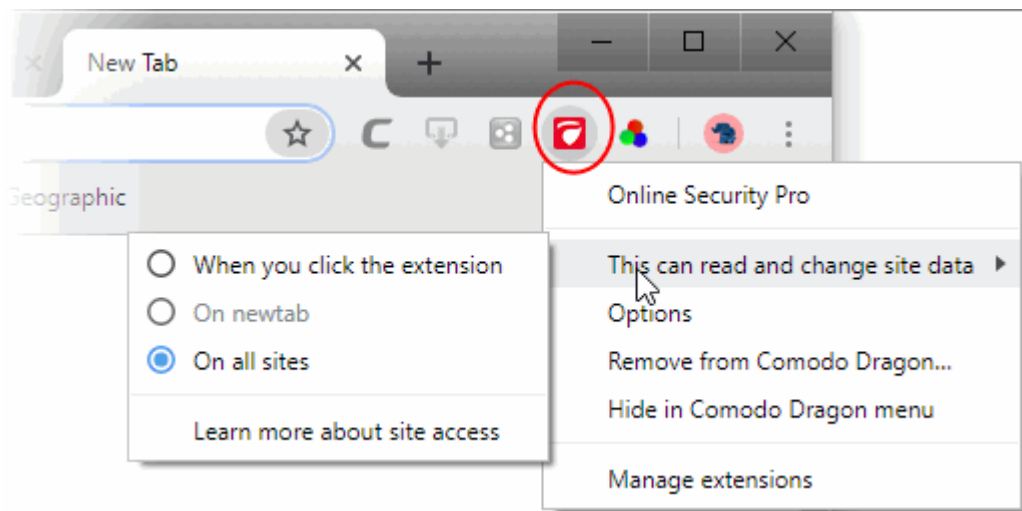 New Tab
Geographic
Online Security Pro
This can read and change site data
Options
Remove from Comodo Dragon...
Hide in Comodo Dragon menu
Manage extensions
When you click the extension
On newtab
On all sites
Learn more about site access